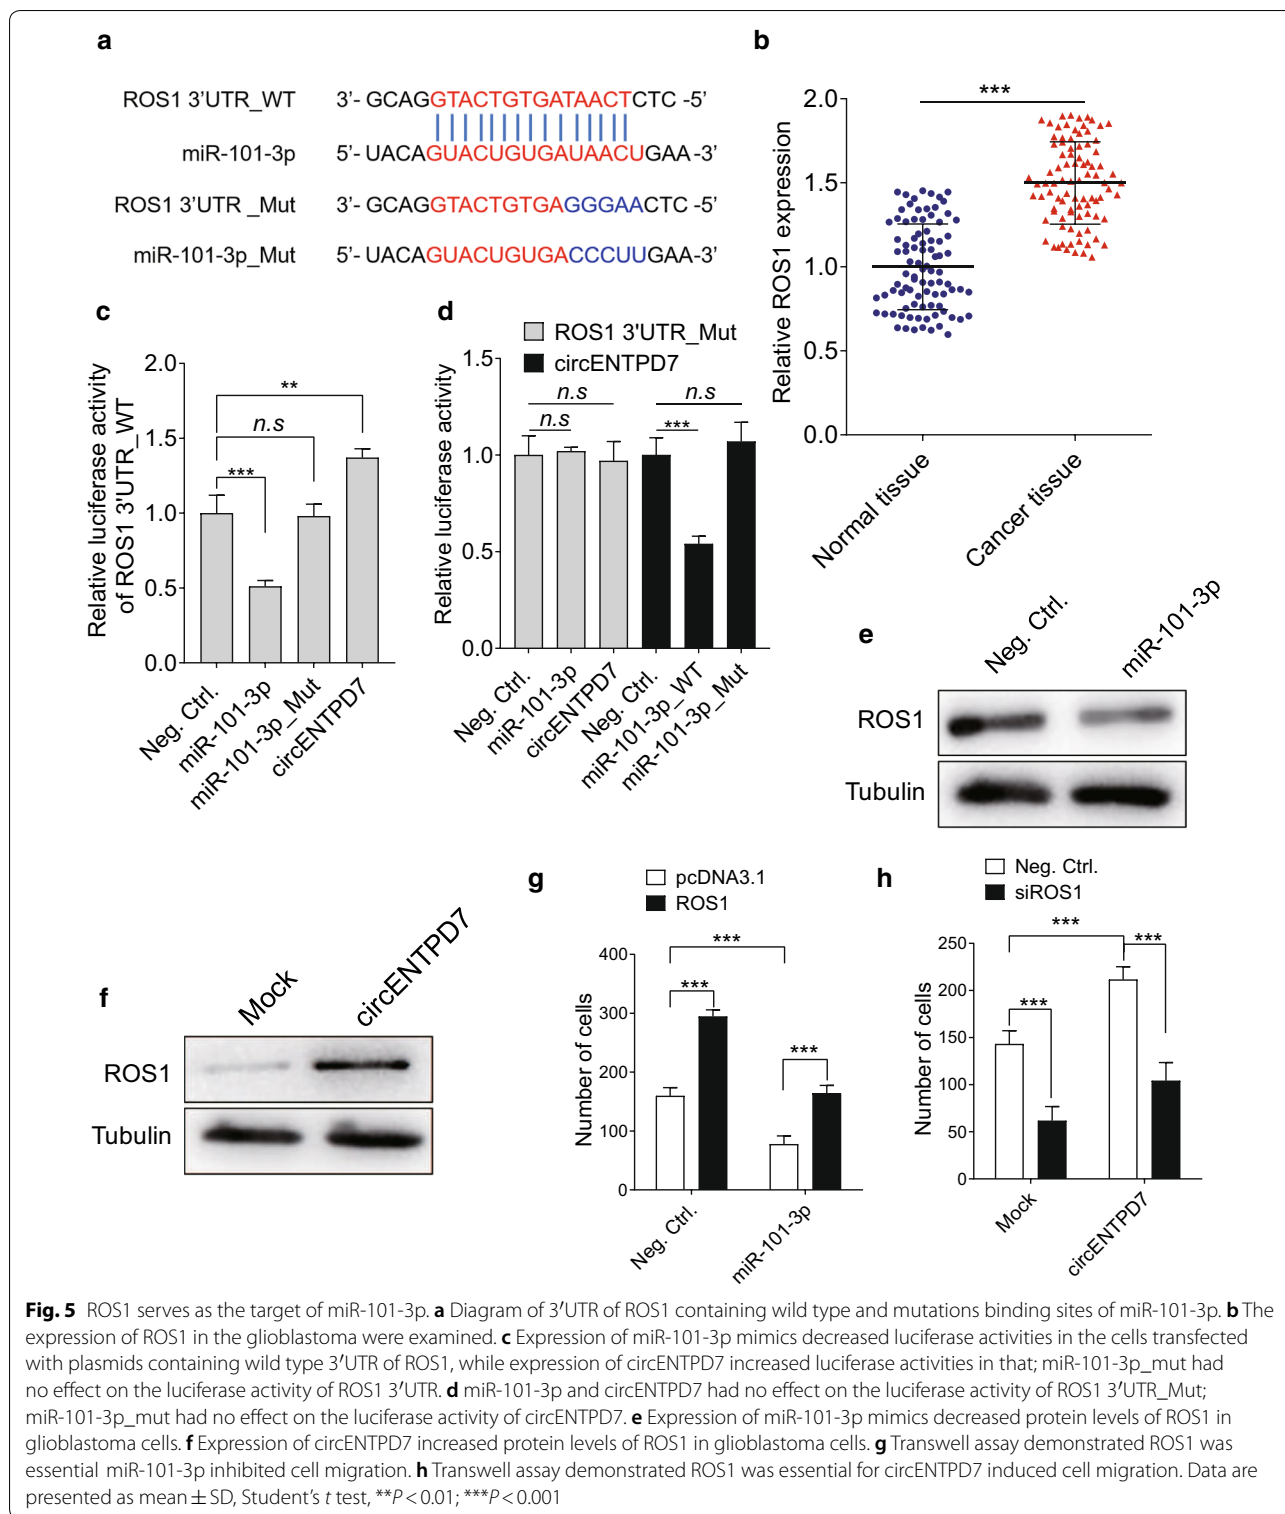 a
ROS1 3'UTR_WT 3'- GCAGGTACTGTGATAACTCTC -5'
miR-101-3p 5'- UACAGUACUGUGAUAACUGAA -3'
ROS1 3'UTR _Mut 3'- GCAGGTACTGTGAGGGAACTC -5'
miR-101-3p_Mut 5'- UACAGUACUGUGACCCUUGAA-3'
b
***
Relative ROS1 expression
2.0
1.5
1.0
0.5
0.0
Normal tissue
Cancer tissue
c
Relative luciferase activity
of ROS1 3'UTR_WT
2.0
1.5
1.0
0.5
0.0
**
n.s
***
Neg. Ctrl.
miR-101-3p
miR-101-3p_Mut
circENTPD7
d
ROS1 3'UTR_Mut
circENTPD7
Relative luciferase activity
1.5
1.0
0.5
0.0
n.s
n.s
n.s
***
Neg. Ctrl.
miR-101-3p
circENTPD7
Neg. Ctrl.
miR-101-3p_WT
miR-101-3p_Mut
e
Neg. Ctrl.
miR-101-3p
ROS1
Tubulin
f
Mock
circENTPD7
ROS1
Tubulin
g
pcDNA3.1
ROS1
Number of cells
400
300
200
100
0
***
***
***
Neg. Ctrl.
miR-101-3p
h
Neg. Ctrl.
siROS1
Number of cells
250
200
150
100
50
0
***
***
***
Mock
circENTPD7
Fig. 5 ROS1 serves as the target of miR-101-3p. a Diagram of 3′UTR of ROS1 containing wild type and mutations binding sites of miR-101-3p. b The
expression of ROS1 in the glioblastoma were examined. c Expression of miR-101-3p mimics decreased luciferase activities in the cells transfected
with plasmids containing wild type 3′UTR of ROS1, while expression of circENTPD7 increased luciferase activities in that; miR-101-3p_mut had
no effect on the luciferase activity of ROS1 3′UTR. d miR-101-3p and circENTPD7 had no effect on the luciferase activity of ROS1 3′UTR_Mut;
miR-101-3p_mut had no effect on the luciferase activity of circENTPD7. e Expression of miR-101-3p mimics decreased protein levels of ROS1 in
glioblastoma cells. f Expression of circENTPD7 increased protein levels of ROS1 in glioblastoma cells. g Transwell assay demonstrated ROS1 was
essential miR-101-3p inhibited cell migration. h Transwell assay demonstrated ROS1 was essential for circENTPD7 induced cell migration. Data are
presented as mean ± SD, Student's t test, **P < 0.01; ***P < 0.001